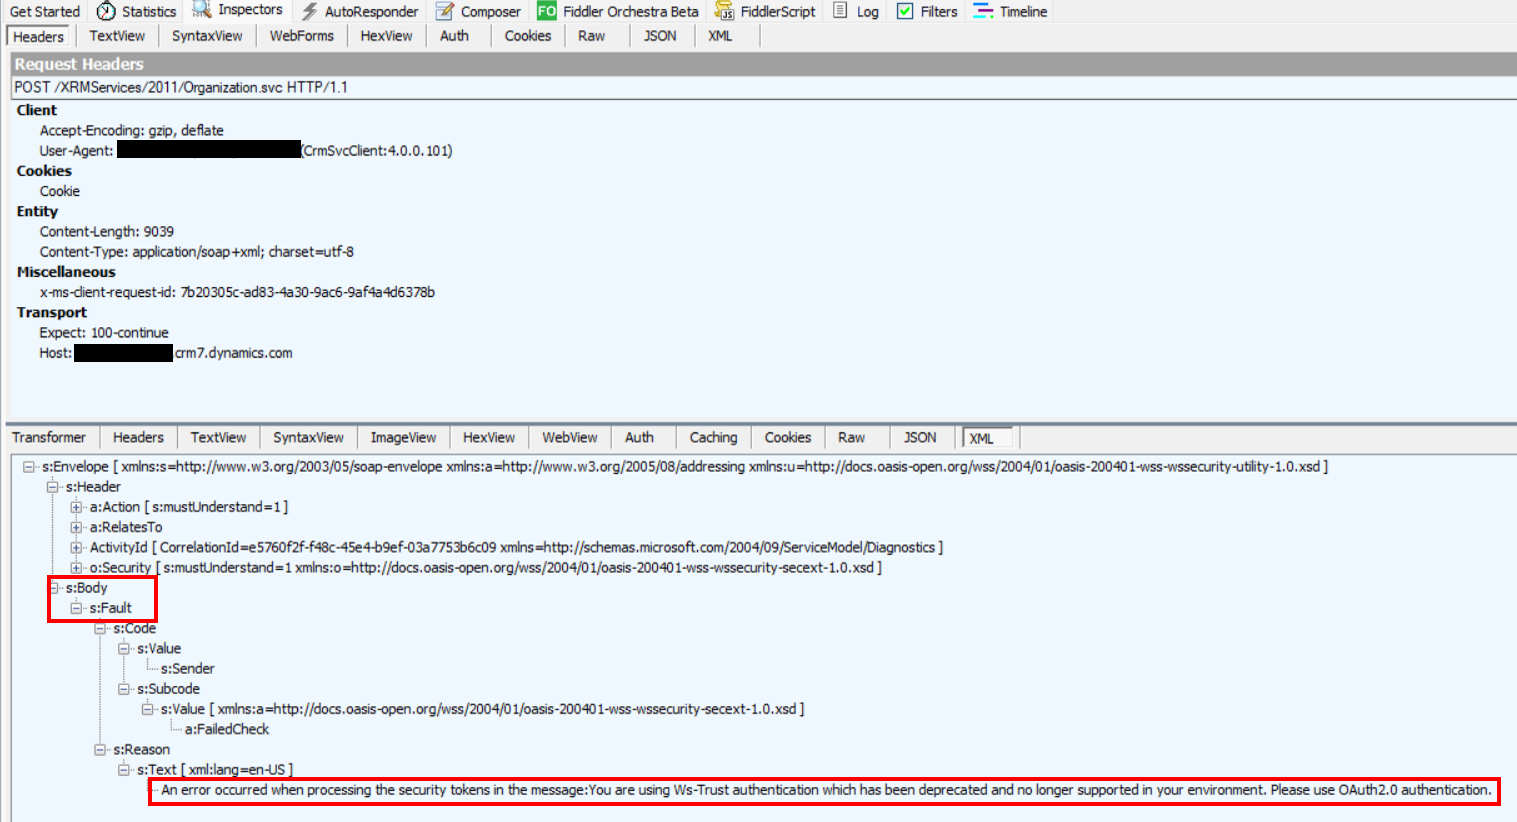 Get Started Statistics Inspectors AutoResponder Composer FO Fiddler Orchestra Beta JS FiddlerScript Log Filters Timeline
Headers TextView SyntaxView WebForms HexView Auth Cookies Raw JSON XML
Request Headers
POST /XRMServices/2011/Organization.svc HTTP/1.1
Client
Accept-Encoding: gzip, deflate
User-Agent: (CrmSvcClient:4.0.0.101)
Cookies
Cookie
Entity
Content-Length: 9039
Content-Type: application/soap+xml; charset=utf-8
Miscellaneous
x-ms-client-request-id: 7b20305c-ad83-4a30-9ac6-9af4a4d6378b
Transport
Expect: 100-continue
Host: .crm7.dynamics.com
Transformer Headers TextView SyntaxView ImageView HexView WebView Auth Caching Cookies Raw JSON XML
s:Envelope [ xmlns:s=http://www.w3.org/2003/05/soap-envelope xmlns:a=http://www.w3.org/2005/08/addressing xmlns:u=http://docs.oasis-open.org/wss/2004/01/oasis-200401-wss-wssecurity-utility-1.0.xsd ]
s:Header
a:Action [ s:mustUnderstand=1 ]
a:RelatesTo
ActivityId [ CorrelationId=e5760f2f-f48c-45e4-b9ef-03a7753b6c09 xmlns=http://schemas.microsoft.com/2004/09/ServiceModel/Diagnostics ]
o:Security [ s:mustUnderstand=1 xmlns:o=http://docs.oasis-open.org/wss/2004/01/oasis-200401-wss-wssecurity-secext-1.0.xsd ]
s:Body
s:Fault
s:Code
s:Value
s:Sender
s:Subcode
s:Value [ xmlns:a=http://docs.oasis-open.org/wss/2004/01/oasis-200401-wss-wssecurity-secext-1.0.xsd ]
a:FailedCheck
s:Reason
s:Text [ xml:lang=en-US ]
An error occurred when processing the security tokens in the message:You are using Ws-Trust authentication which has been deprecated and no longer supported in your environment. Please use OAuth2.0 authentication.